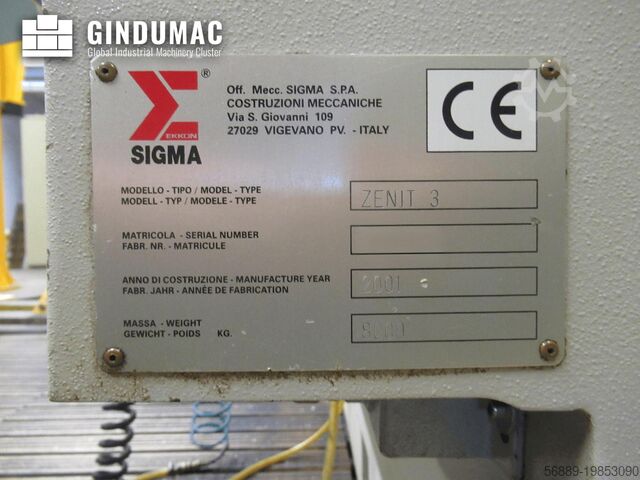 GINDUMAC
Global Industrial Machinery Cluster
®
EKKON
SIGMA
Off. Mecc. SIGMA S.P.A.
COSTRUZIONI MECCANICHE
Via S. Giovanni 109
27029 VIGEVANO PV. - ITALY
CE
MODELLO - TIPO / MODEL - TYPE
MODELL - TYP / MODELE - TYPE
ZENIT 3
MATRICOLA - SERIAL NUMBER
FABR. NR. - MATRICULE
ANNO DI COSTRUZIONE - MANUFACTURE YEAR
FABR. JAHR - ANNÉE DE FABRICATION
2001
MASSA - WEIGHT
GEWICHT - POIDS KG.
56889-19853090